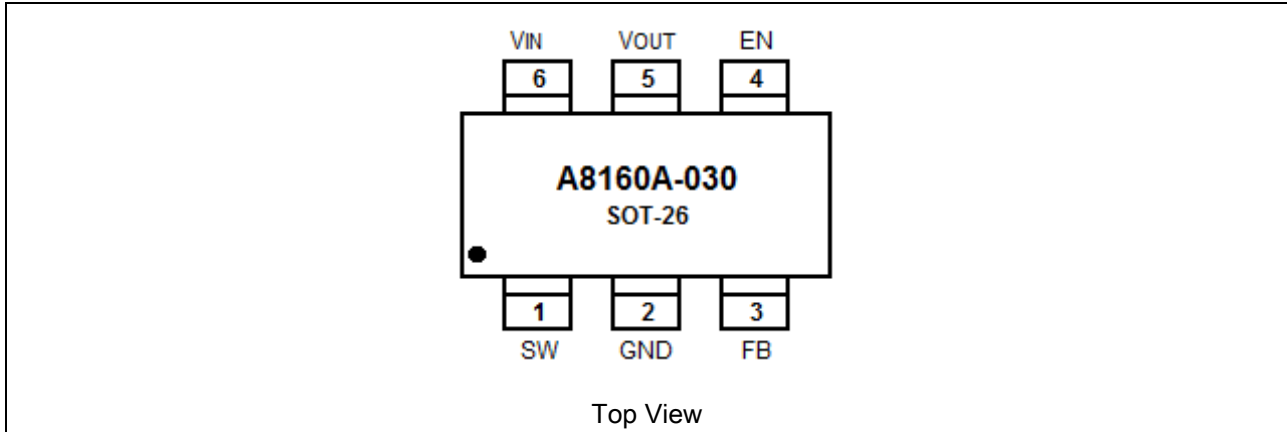 VIN VOUT EN
6 5 4
A8160A-030
SOT-26
1 2 3
SW GND FB
Top View